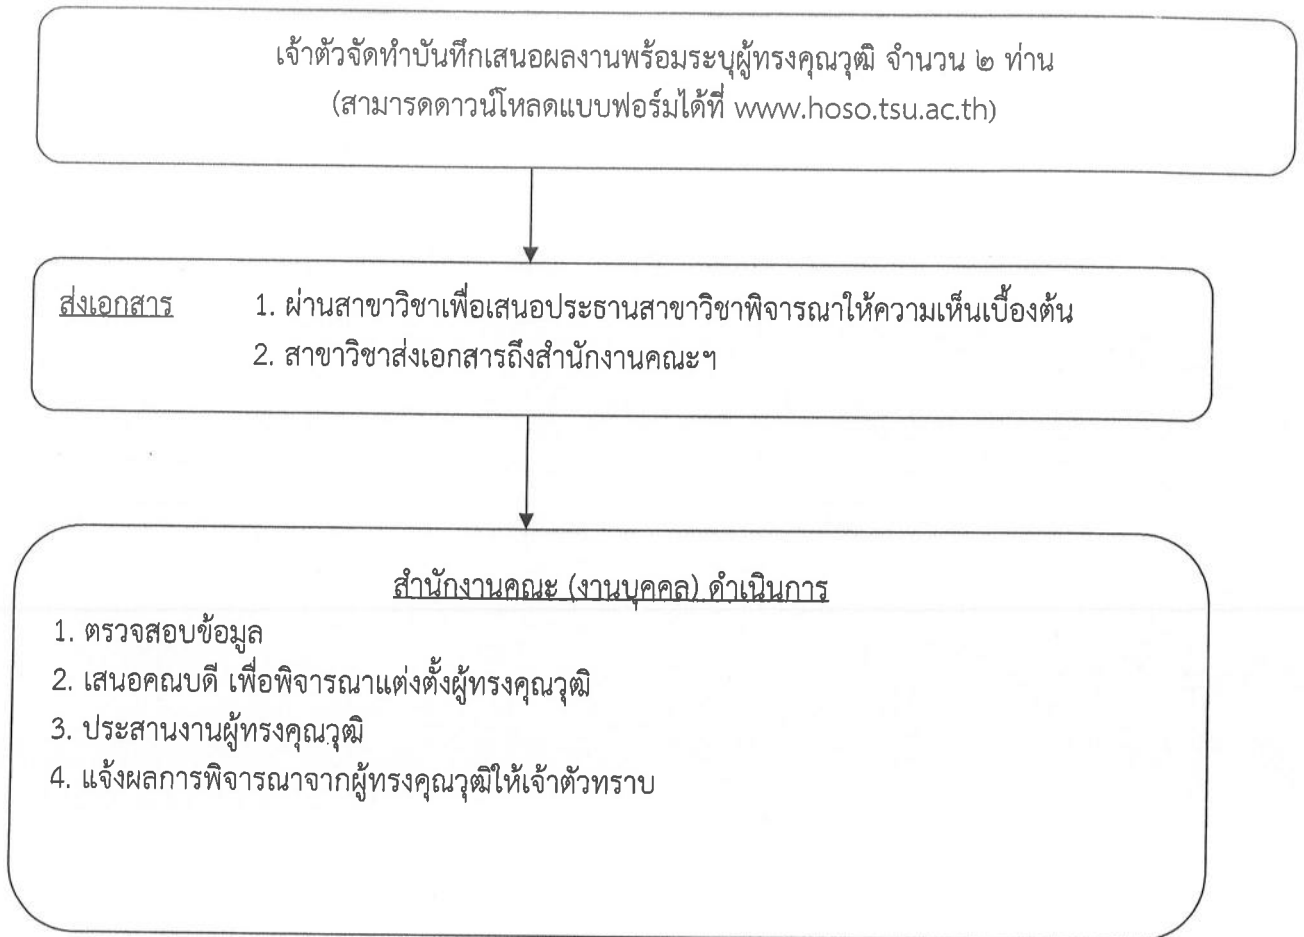 เจ้าตัวจัดทำบันทึกเสนอผลงานพร้อมระบุผู้ทรงคุณวุฒิ จำนวน ๒ ท่าน
(สามารดดาวน์โหลดแบบฟอร์มได้ที่ www.hoso.tsu.ac.th)
ส่งเอกสาร 1. ผ่านสาขาวิชาเพื่อเสนอประธานสาขาวิชาพิจารณาให้ความเห็นเบื้องต้น
2. สาขาวิชาส่งเอกสารถึงสำนักงานคณะฯ
สำนักงานคณะ (งานบุคคล) ดำเนินการ
1. ตรวจสอบข้อมูล
2. เสนอคณบดี เพื่อพิจารณาแต่งตั้งผู้ทรงคุณวุฒิ
3. ประสานงานผู้ทรงคุณวุฒิ
4. แจ้งผลการพิจารณาจากผู้ทรงคุณวุฒิให้เจ้าตัวทราบ